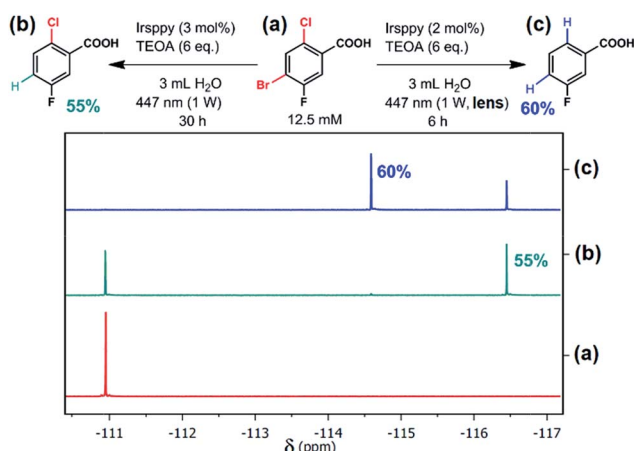 (b)
Cl
COOH
H
F
55%
Irsppy (3 mol%)
TEOA (6 eq.)
3 mL H₂O
447 nm (1 W)
30 h
(a)
Cl
COOH
Br
F
12.5 mM
Irsppy (2 mol%)
TEOA (6 eq.)
3 mL H₂O
447 nm (1 W, lens)
6 h
(c)
H
COOH
H
F
60%
60%
(c)
55%
(b)
(a)
-111 -112 -113 -114 -115 -116 -117
δ (ppm)